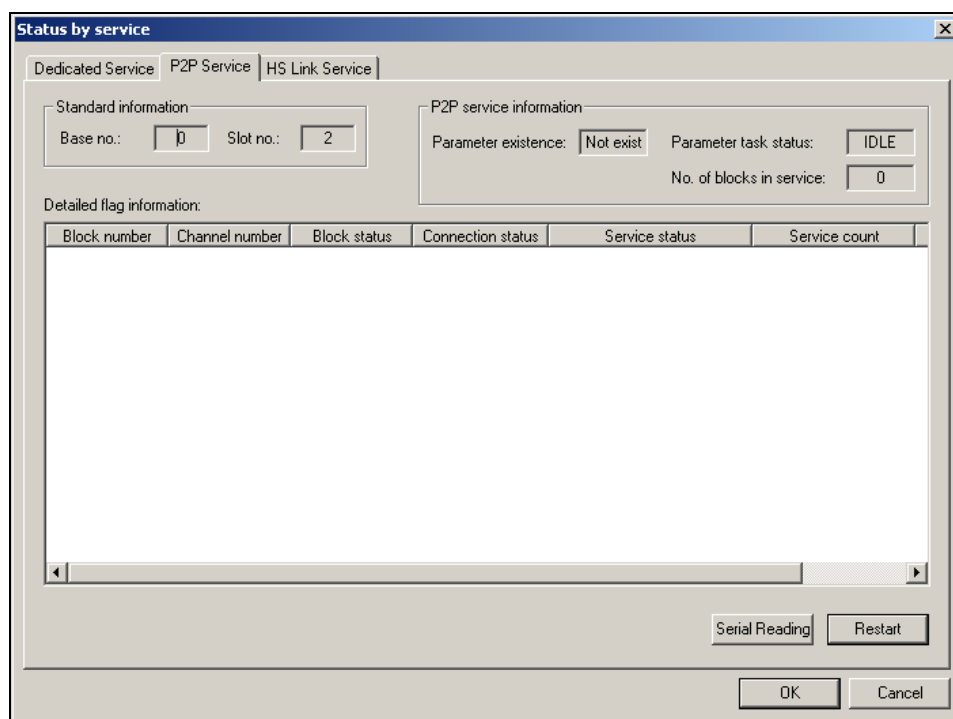 Status by service
Dedicated Service P2P Service HS Link Service
Standard information
Base no.: 0 Slot no.: 2
P2P service information
Parameter existence: Not exist Parameter task status: IDLE
No. of blocks in service: 0
Detailed flag information:
Block number Channel number Block status Connection status Service status Service count
Serial Reading Restart
OK Cancel